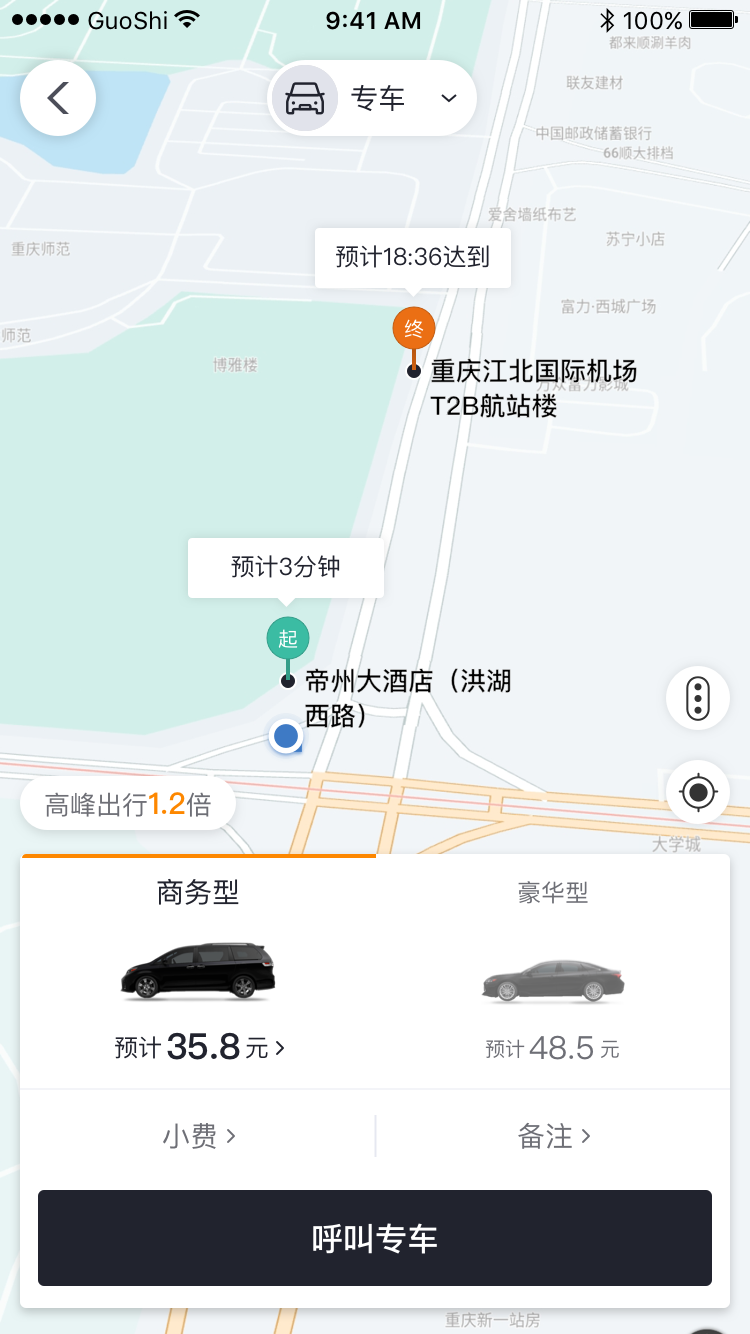 GuoShi 9:41 AM 100%
都来顺涮羊肉
联友建材
专车
中国邮政储蓄银行
66顺大排档
爱舍墙纸布艺
苏宁小店
重庆师范
预计18:36达到
富力·西城广场
终
师范
博雅楼
重庆江北国际机场
万众富力影城
T2B航站楼
预计3分钟
起
帝州大酒店（洪湖
西路）
高峰出行1.2倍
大学城
商务型
豪华型
预计35.8元
预计48.5元
小费
备注
呼叫专车
重庆新一站房